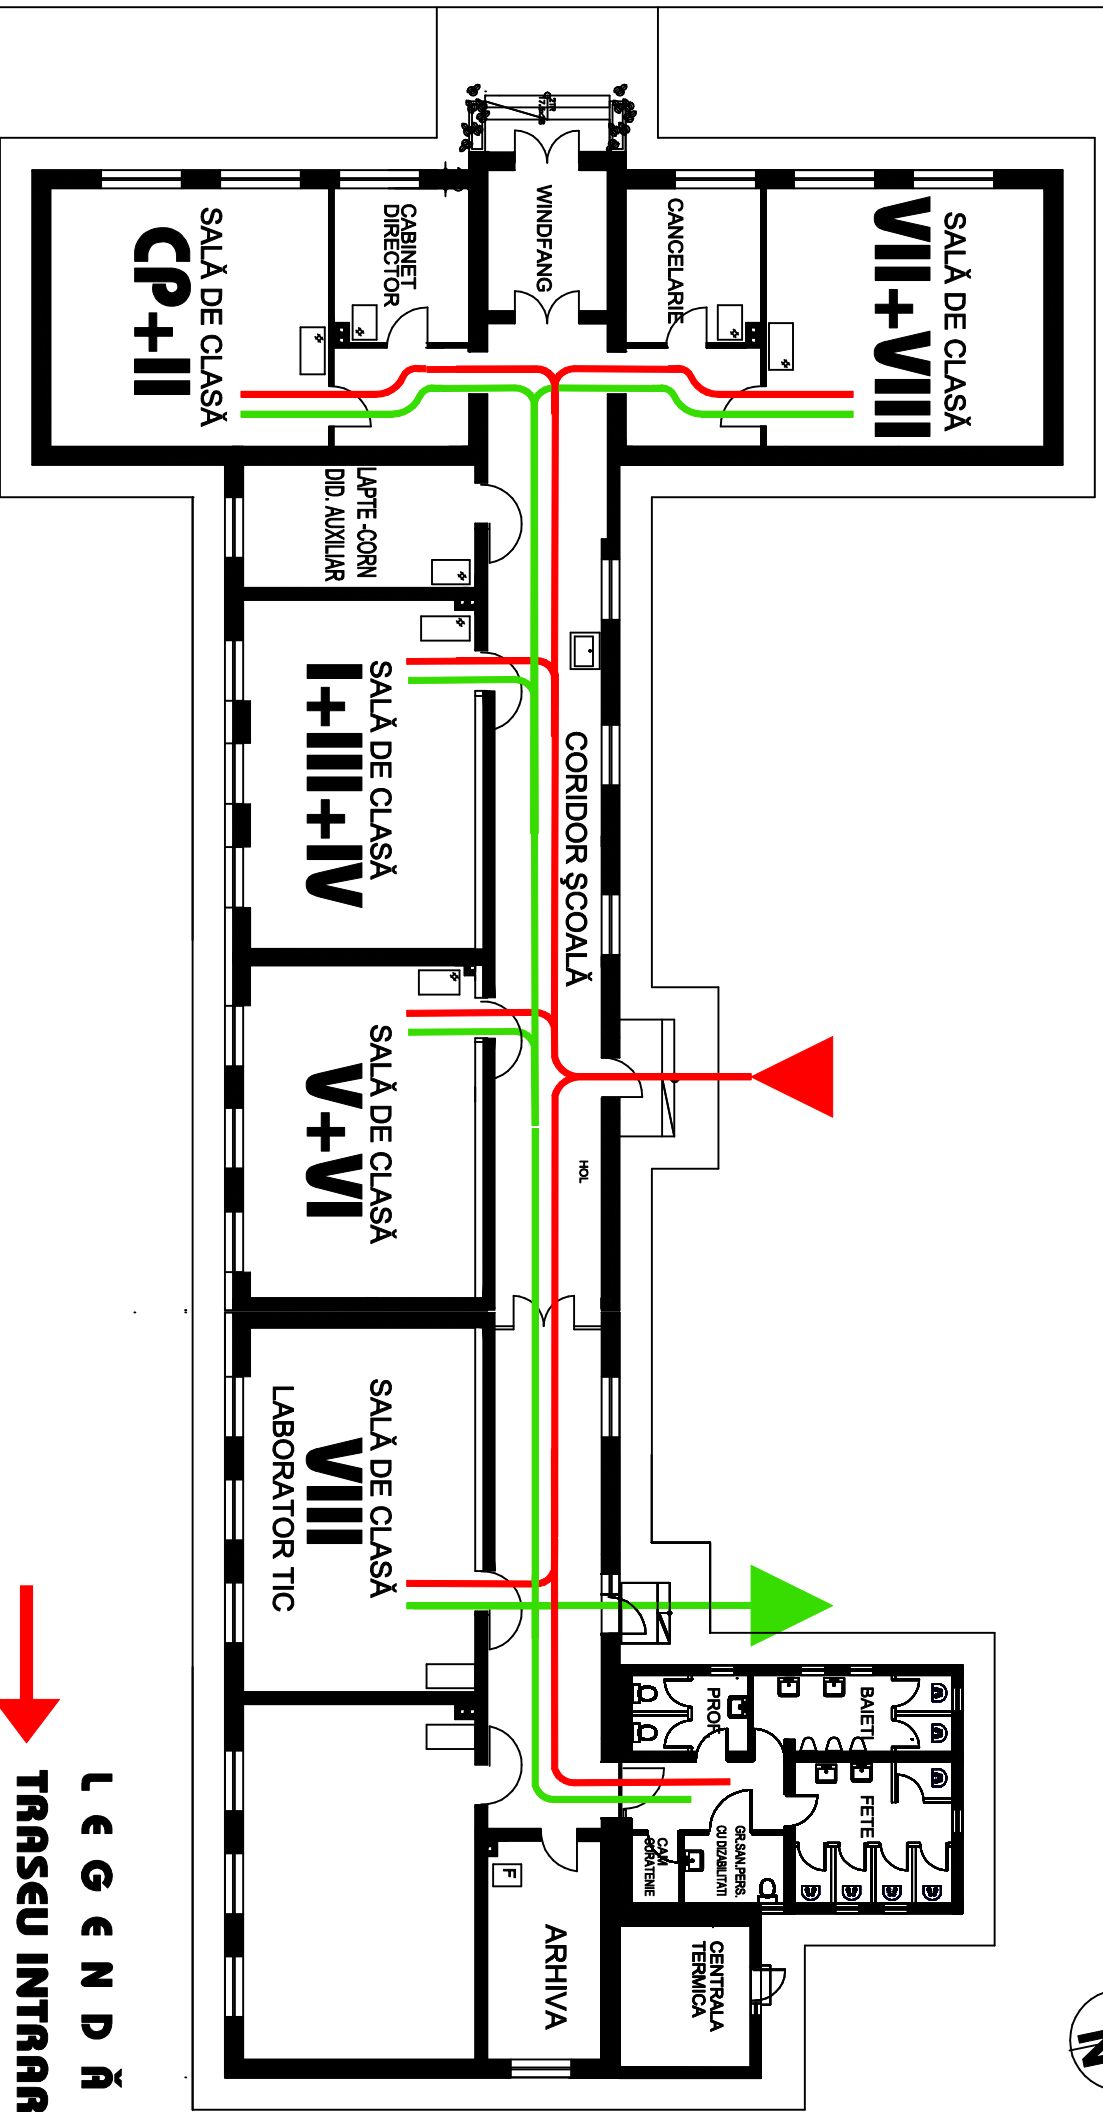 SALĂ DE CLASĂ
VII+VIII
CANCELARIE
WINDFANG
CABINET
DIRECTOR
SALĂ DE CLASĂ
CP+II
LAPTE -CORN
DID. AUXILIAR
SALĂ DE CLASĂ
I+III+IV
CORIDOR ȘCOALĂ
SALĂ DE CLASĂ
V+VI
HOL
SALĂ DE CLASĂ
VIII
LABORATOR TIC
BAIETI
PROF
FETE
GR.SAN.PERS.
CU DIZABILITATI
CAM
CURATENIE
F
ARHIVA
CENTRALA
TERMICA
N
LEGENDĂ
TRASEU INTRAR